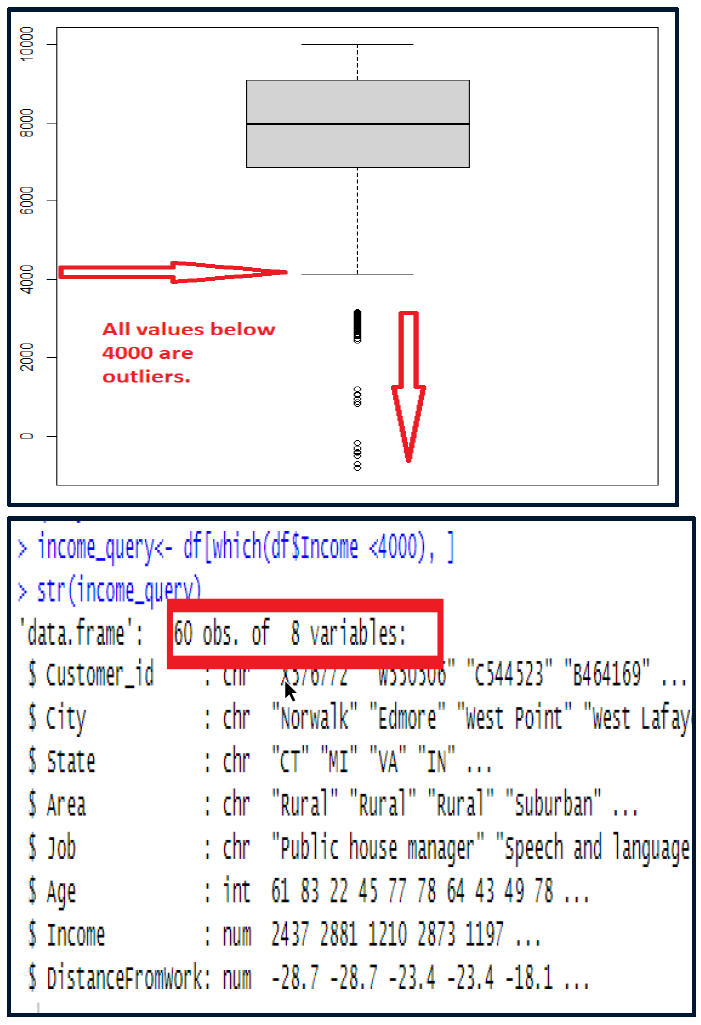 10000
8000
6000
4000
2000
0
All values below
4000 are
outliers.
> income_query<- df[which(df$Income <4000), ]
> str(income_query)
'data.frame': 60 obs. of 8 variables:
$ Customer_id : chr "C544523" "B464169" ...
$ City : chr "Norwalk" "Edmore" "West Point" "West Lafay
$ State : chr "CT" "MI" "VA" "IN" ...
$ Area : chr "Rural" "Rural" "Rural" "Suburban" ...
$ Job : chr "Public house manager" "Speech and language
$ Age : int 61 83 22 45 77 78 64 43 49 78 ...
$ Income : num 2437 2881 1210 2873 1197 ...
$ DistanceFromWork: num -28.7 -28.7 -23.4 -23.4 -18.1 ...